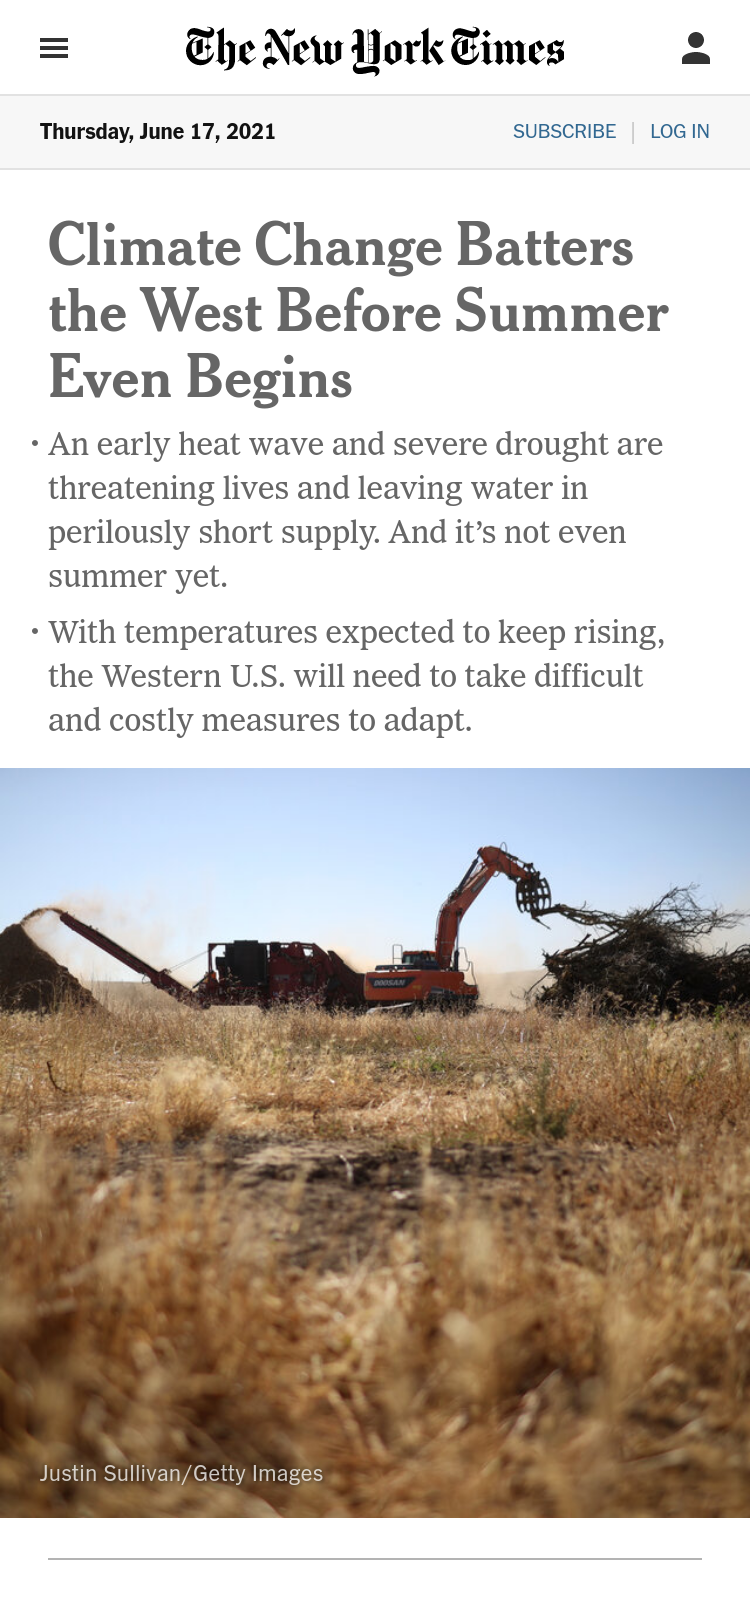 The New York Times
Thursday, June 17, 2021
SUBSCRIBE | LOG IN
Climate Change Batters
the West Before Summer
Even Begins
• An early heat wave and severe drought are
threatening lives and leaving water in
perilously short supply. And it’s not even
summer yet.
• With temperatures expected to keep rising,
the Western U.S. will need to take difficult
and costly measures to adapt.
DOOSAN
Justin Sullivan/Getty Images